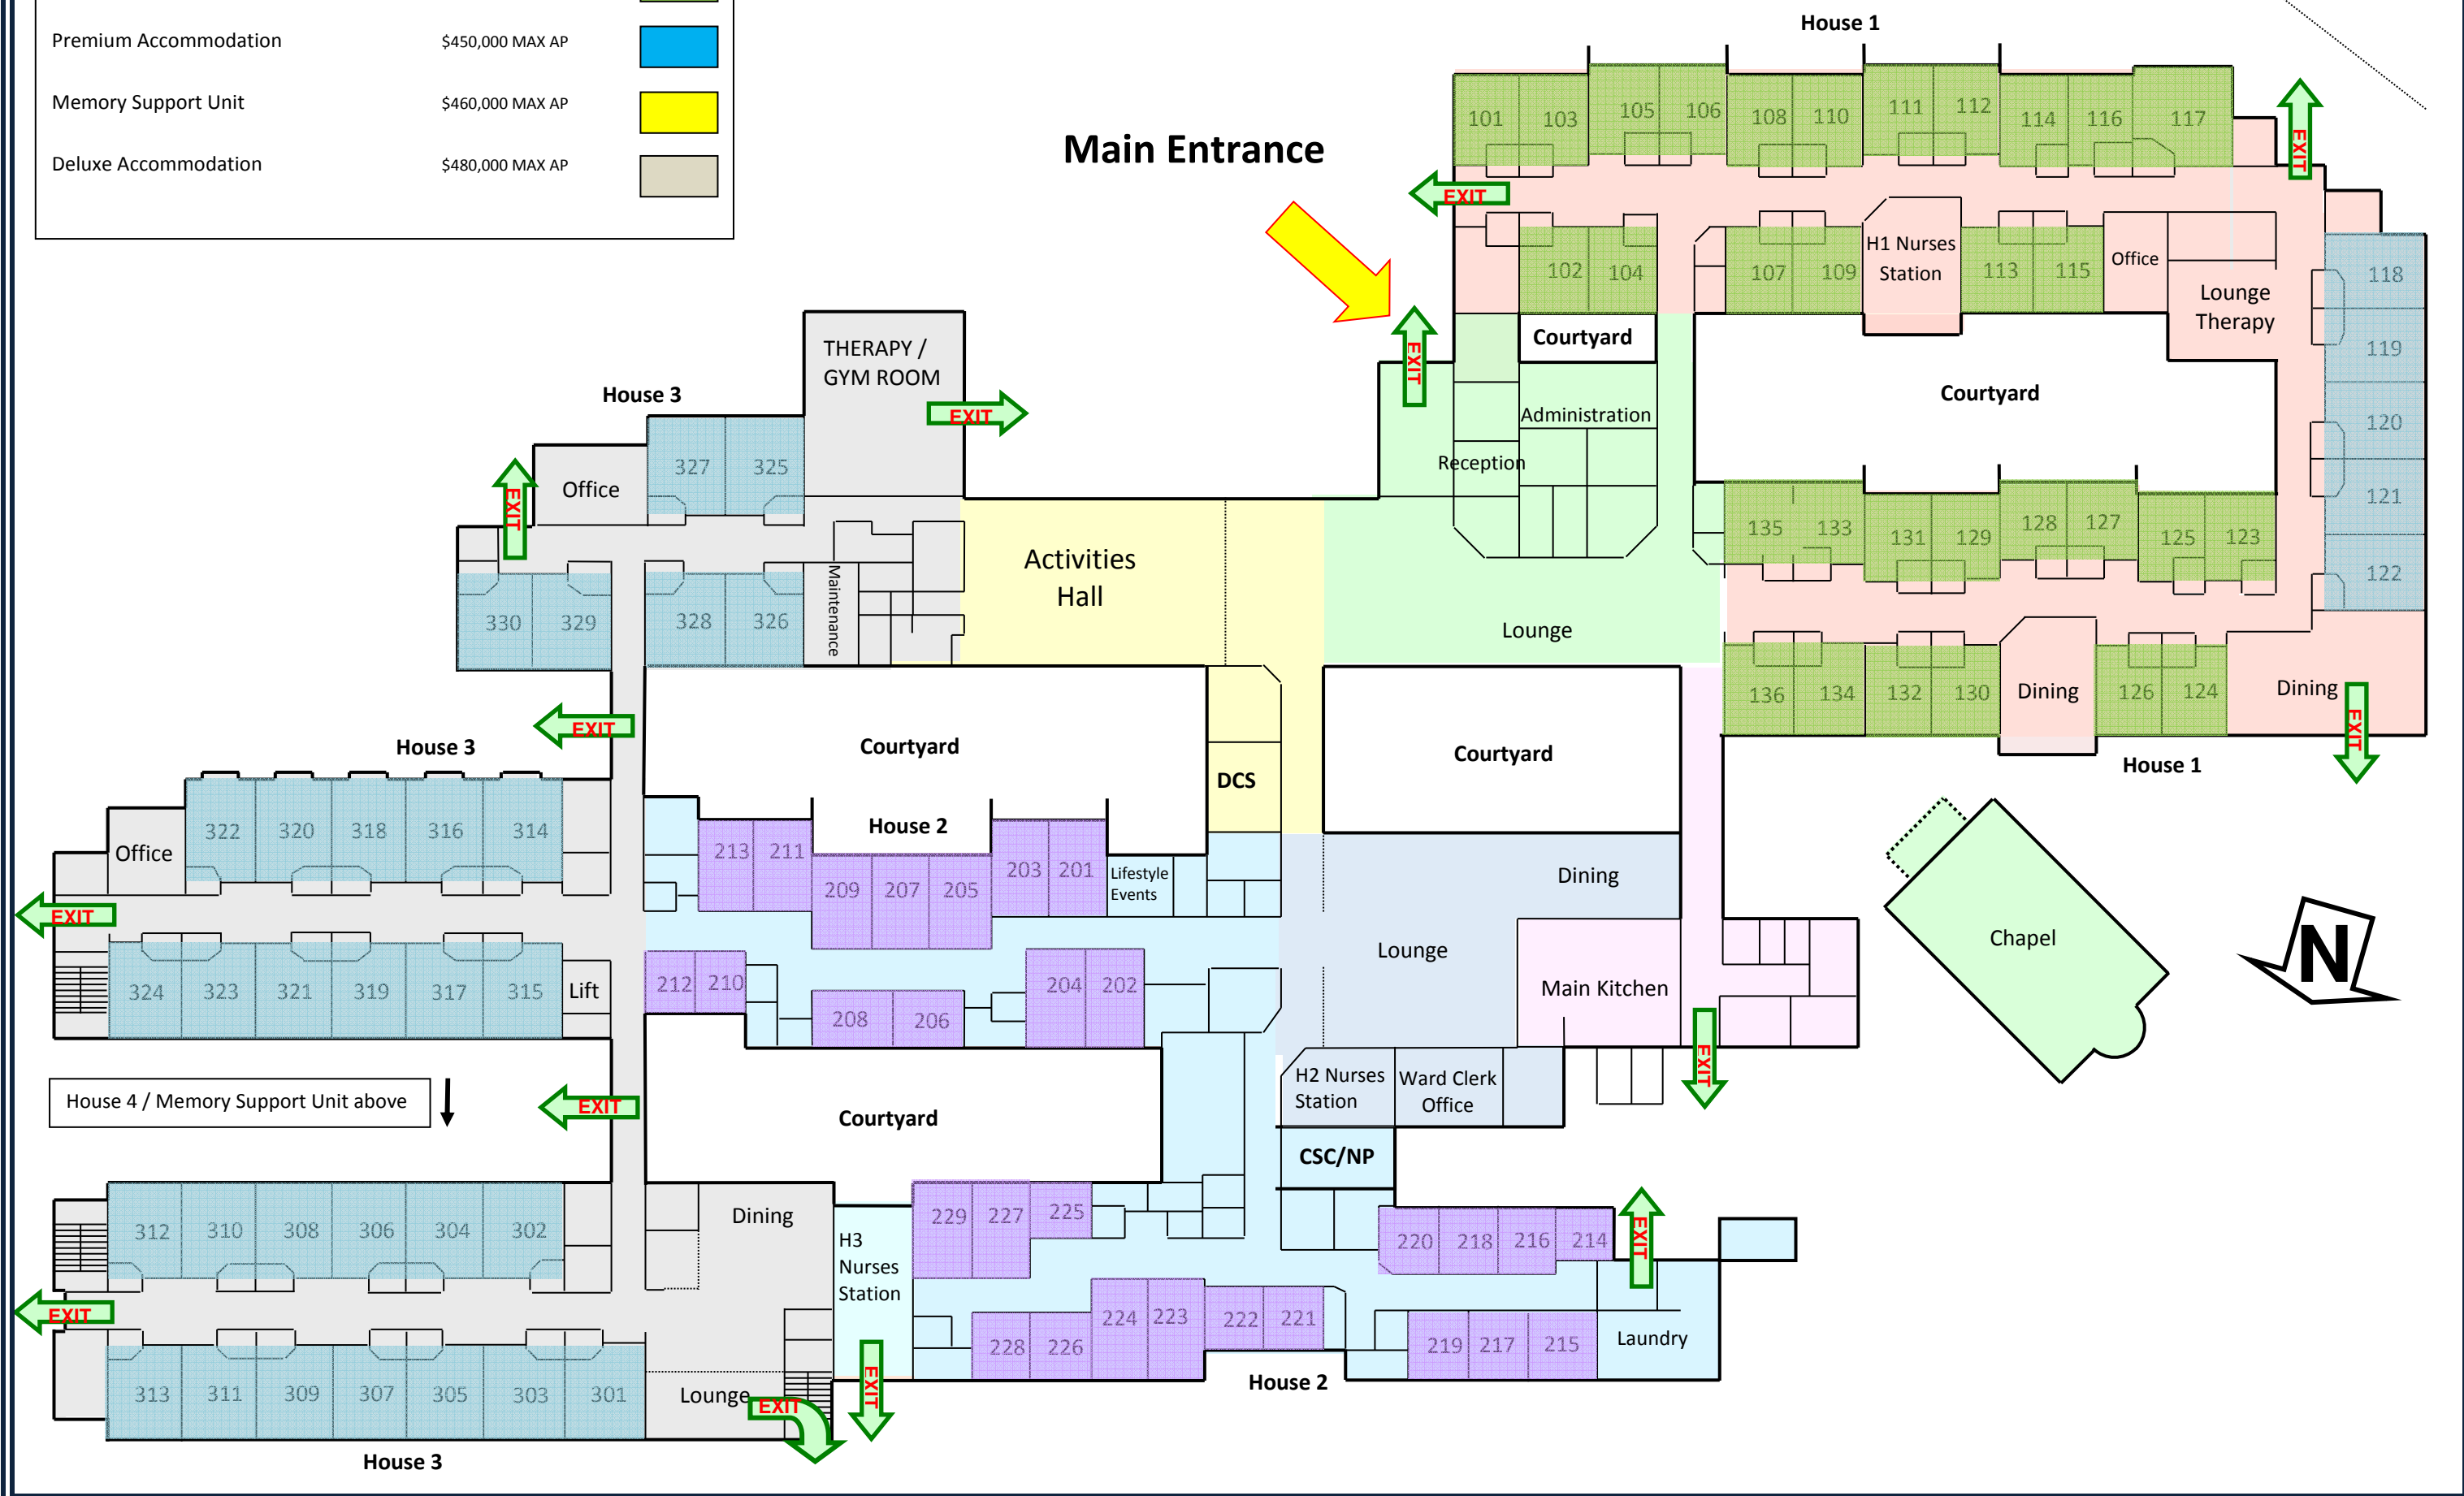 Premium Accommodation $450,000 MAX AP
Memory Support Unit $460,000 MAX AP
Deluxe Accommodation $480,000 MAX AP
House 1
Main Entrance
101 103 105 106 108 110 111 112 114 116 117
EXIT
EXIT
102 104 107 109
H1 Nurses
Station
113 115
Office
Lounge
Therapy
118
119
120
121
122
Courtyard
EXIT
Administration
Reception
Courtyard
THERAPY /
GYM ROOM
EXIT
House 3
327 325
Office
EXIT
330 329 328 326
Maintenance
Activities
Hall
Lounge
135 133 131 129 128 127 125 123
136 134 132 130
Dining
126 124
Dining
EXIT
House 1
EXIT
Courtyard
DCS
Courtyard
House 3
322 320 318 316 314
Office
EXIT
324 323 321 319 317 315
Lift
House 2
213 211 209 207 205 203 201
Lifestyle
Events
212 210 208 206 204 202
Dining
Lounge
Main Kitchen
EXIT
Chapel
N
House 4 / Memory Support Unit above
EXIT
Courtyard
H2 Nurses
Station
Ward Clerk
Office
CSC/NP
312 310 308 306 304 302
Dining
H3
Nurses
Station
229 227 225
220 218 216 214
EXIT
EXIT
313 311 309 307 305 303 301
Lounge
EXIT
EXIT
228 226 224 223 222 221
219 217 215
Laundry
House 2
House 3